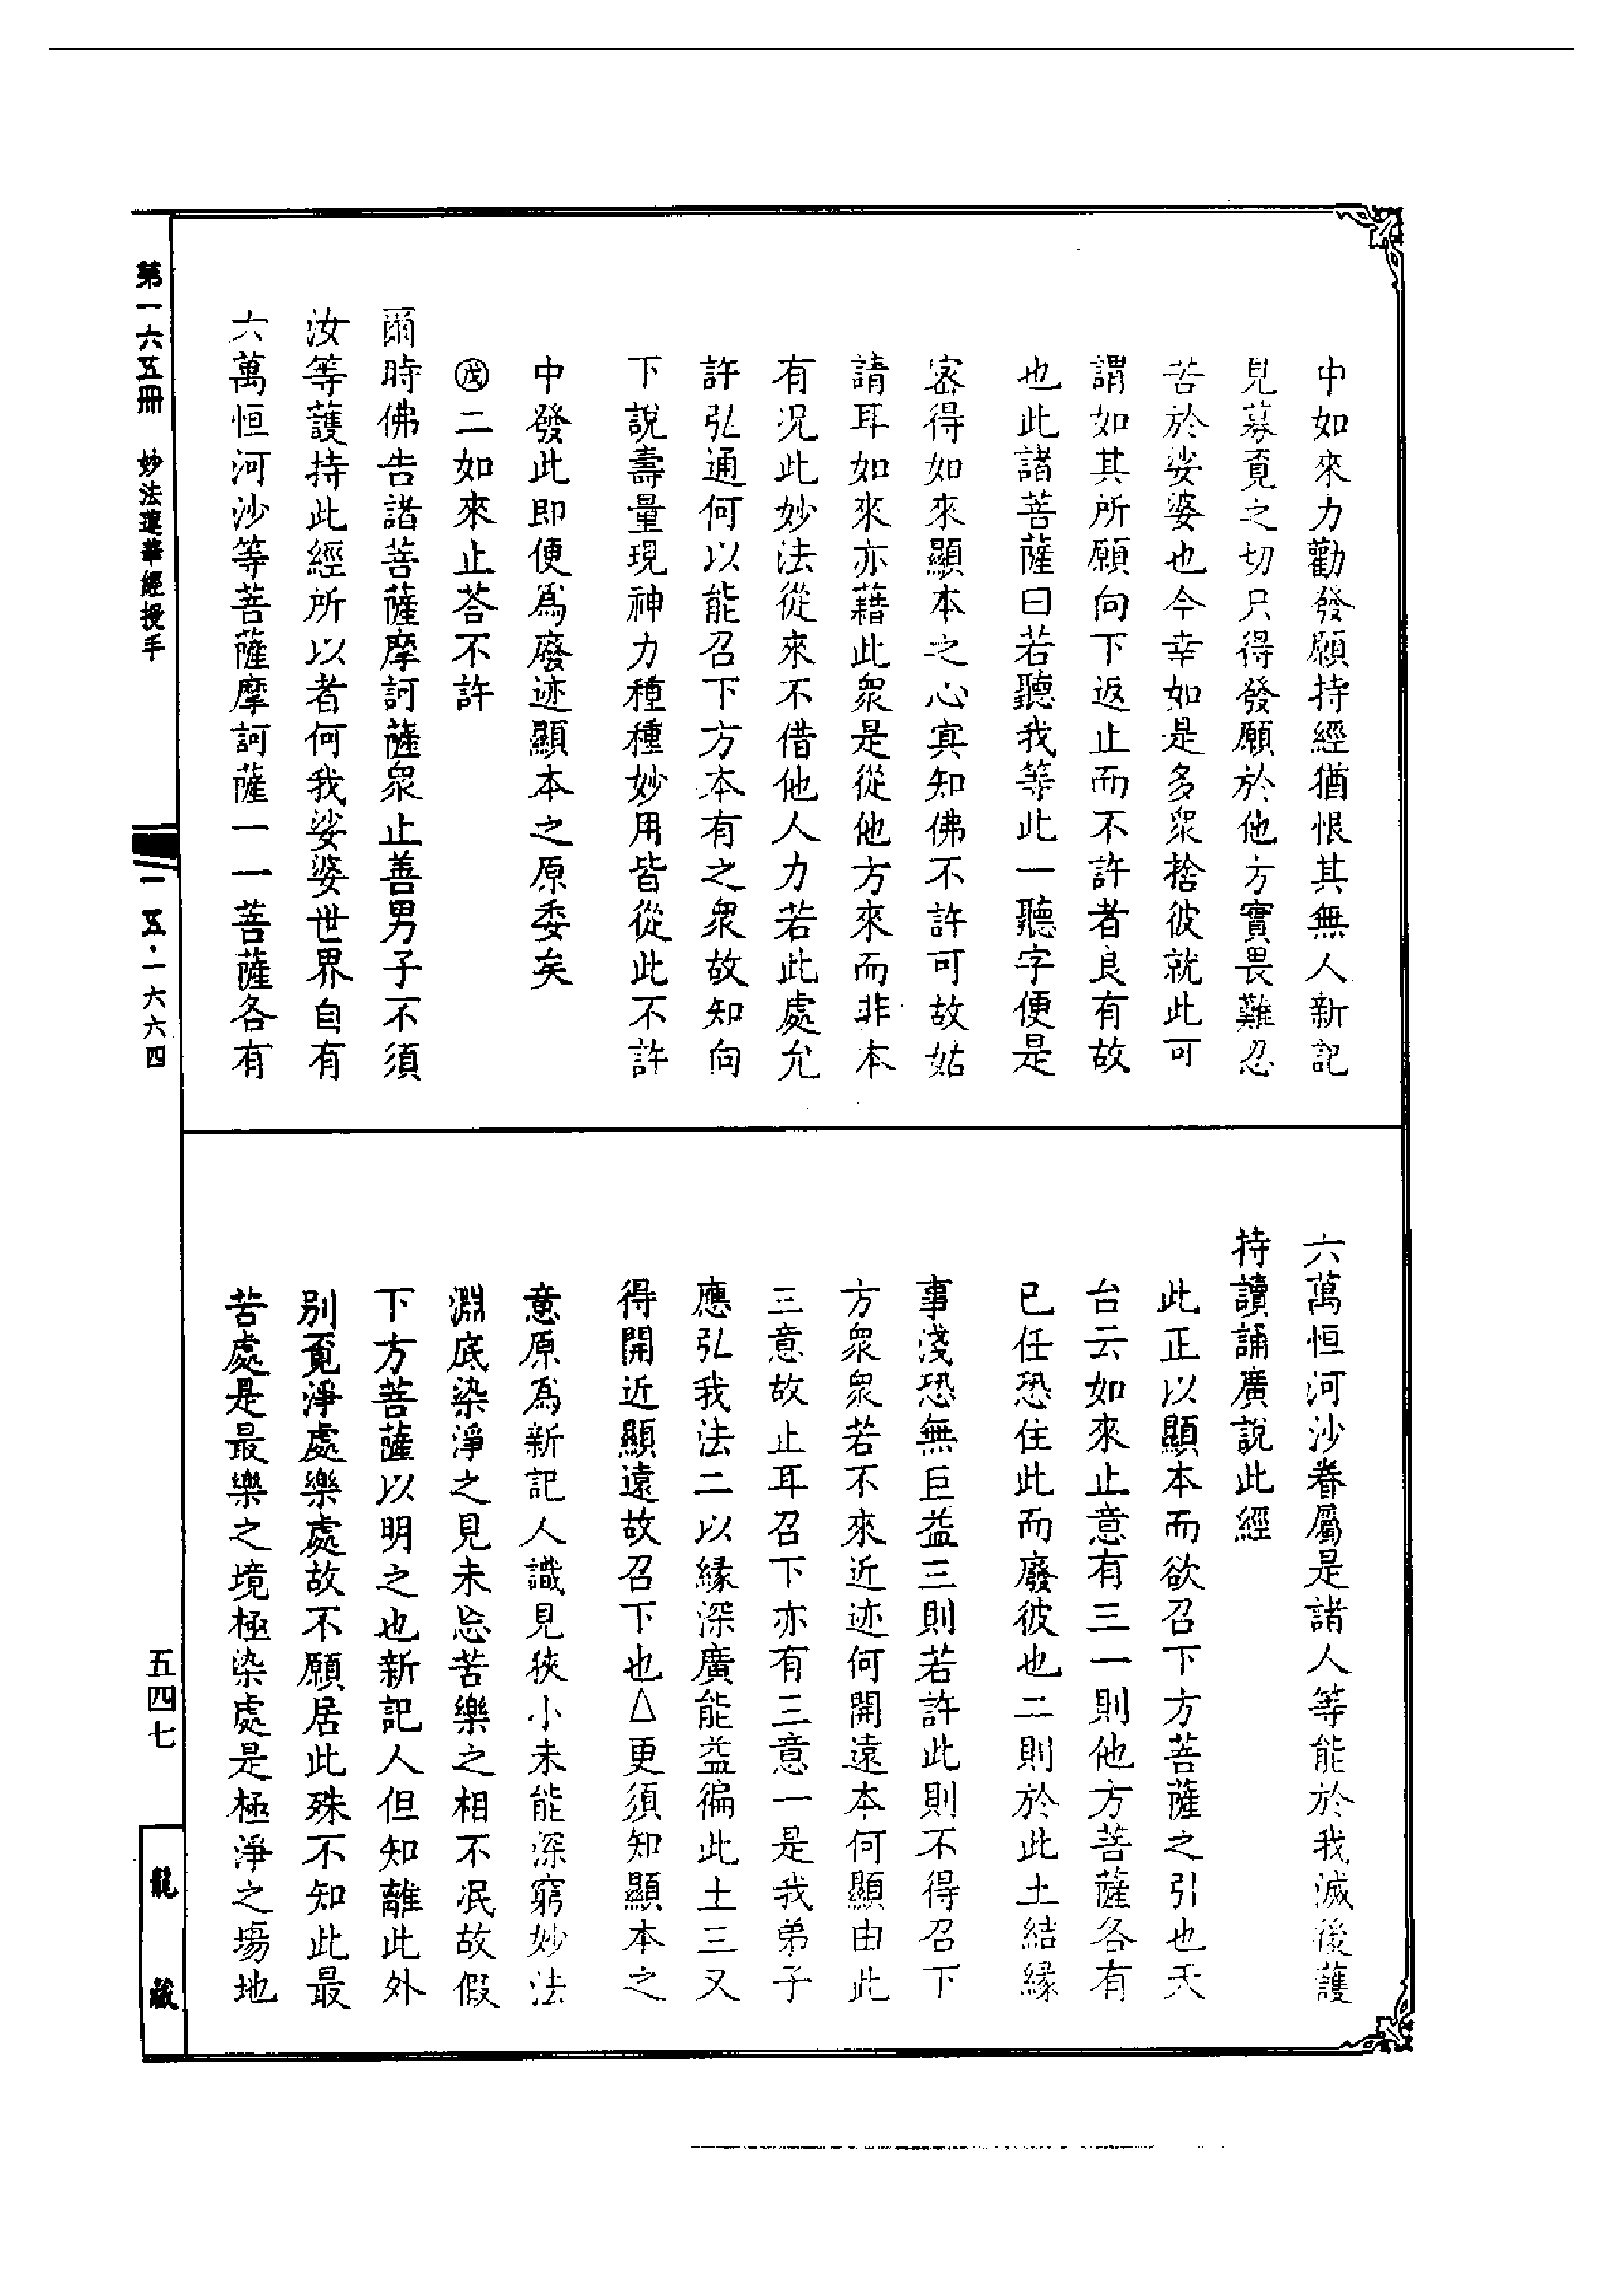 中如來力勸發願持經猶恨其無人新記
見募覔之切只得發願於他方實畏難忍
苦於娑婆也今幸如是多衆捨彼就此可
謂如其所願向下返止而不許者良有故
也此諸菩薩曰若聽我等此一聽字便是
密得如來顯本之心寘知佛不許可故姑
請耳如來亦藉此衆是從他方來而非本
有况此妙法從來不借他人力若此處允
許弘通何以能召下方本有之衆故知向
下說壽量現神力種種妙用皆從此不許
中發此即便爲廢迹顯本之原委矣
㊅二如來止荅不許
爾時佛告諸菩薩摩訶薩衆止善男子不須
汝等護持此經所以者何我娑婆世界自有
六萬恒河沙等菩薩摩訶薩一一菩薩各有
六萬恒河沙眷屬是諸人等能於我滅後護
持讀誦廣說此經
此正以顯本而欲召下方菩薩之引也天
台云如來止意有三一則他方菩薩各有
已任恐住此而廢彼也二則於此土結縁
事淺恐無巨益三則若許此則不得召下
方衆衆若不來近迹何開遠本何顯由此
三意故止耳召下亦有三意一是我弟子
應弘我法二以緣深廣能益徧此土三又
得開近顯遠故召下也△更須知顯本之
意原爲新記人識見狹小未能深窮妙法
淵底染淨之見未忘苦樂之相不泯故假
下方菩薩以明之也新記人但知離此外
别覔淨處樂處故不願居此殊不知此最
苦處是最樂之境極染處是極淨之場地
第一六五冊　妙法蓮華經授手
一五·一六六四
五四七
龍藏